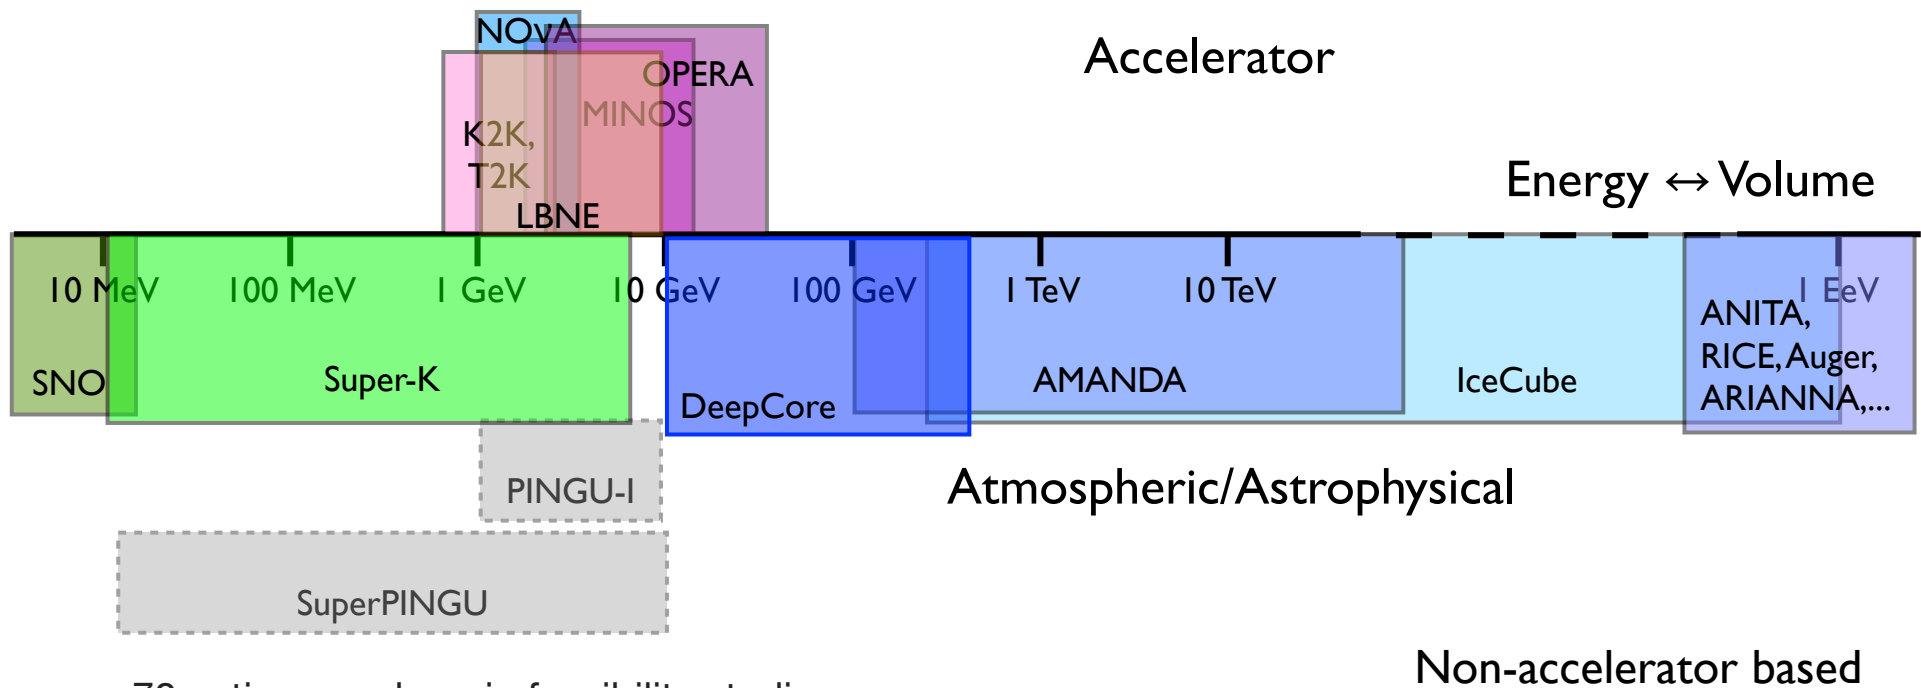 NOνA
Accelerator
OPERA
MINOS
K2K,
T2K
LBNE
Energy ↔ Volume
10 MeV 100 MeV 1 GeV 10 GeV 100 GeV 1 TeV 10 TeV 1 EeV
ANITA,
RICE, Auger,
ARIANNA,...
SNO
Super-K
DeepCore
AMANDA
IceCube
PINGU-I
Atmospheric/Astrophysical
SuperPINGU
Non-accelerator based